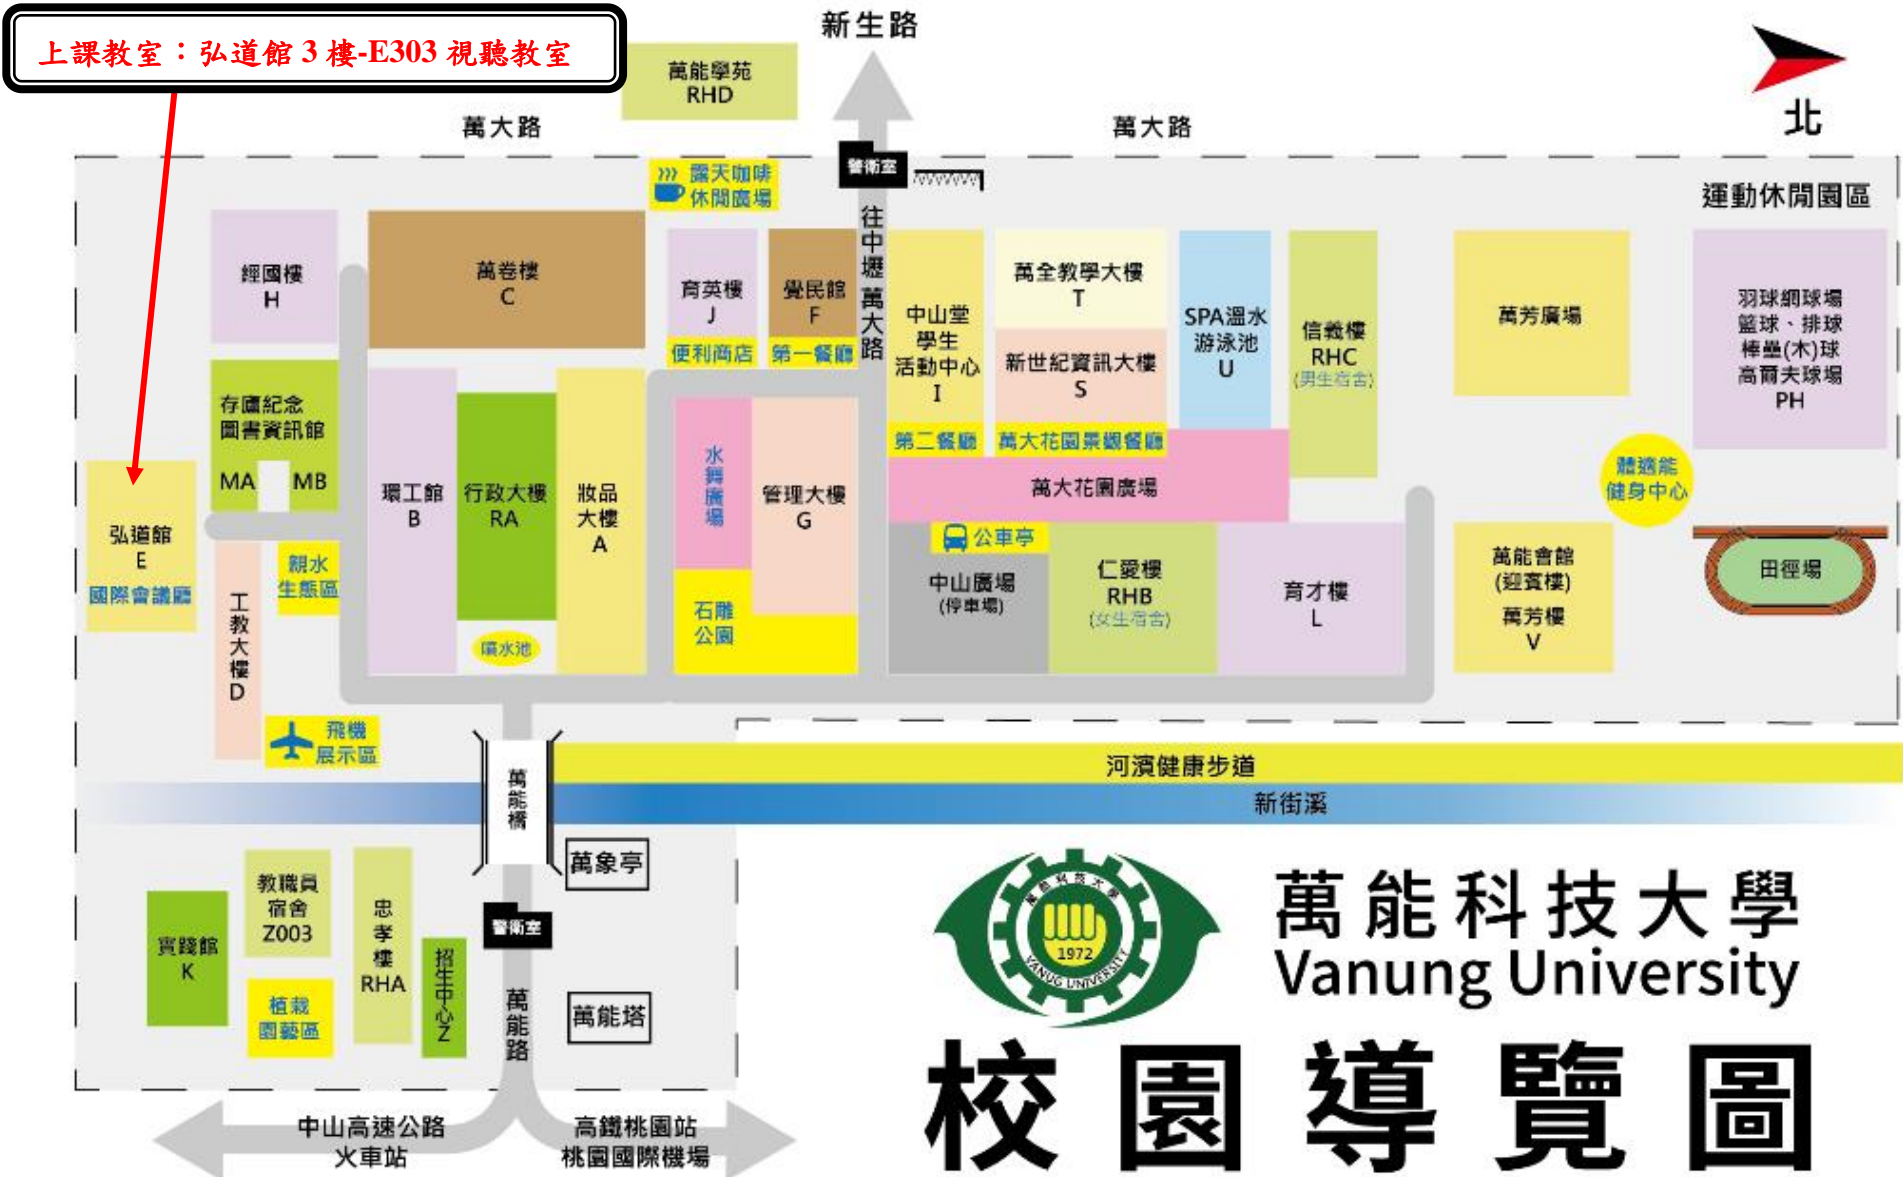 上課教室：弘道館 3 樓-E303 視聽教室
新生路
萬能學苑
RHD
萬大路
萬大路
北
警衛室
露天咖啡
休閒廣場
運動休閒園區
往中壢 萬大路
經國樓
H
萬卷樓
C
育英樓
J
便利商店
覺民館
F
第一餐廳
中山堂
學生
活動中心
I
第二餐廳
萬全教學大樓
T
新世紀資訊大樓
S
萬大花園景觀餐廳
SPA溫水
游泳池
U
信義樓
RHC
(男生宿舍)
萬芳廣場
羽球網球場
籃球、排球
棒壘(木)球
高爾夫球場
PH
存廬紀念
圖書資訊館
MA
MB
弘道館
E
國際會議廳
工教大樓D
親水
生態區
環工館
B
行政大樓
RA
噴水池
妝品
大樓
A
水舞廣場
管理大樓
G
石雕
公園
萬大花園廣場
公車亭
中山廣場
(停車場)
仁愛樓
RHB
(女生宿舍)
育才樓
L
體適能
健身中心
萬能會館
(迎賓樓)
萬芳樓
V
田徑場
飛機
展示區
河濱健康步道
新街溪
萬能橋
萬象亭
教職員
宿舍
Z003
忠孝樓
RHA
實踐館
K
植栽
園藝區
招生中心Z
警衛室
萬能路
萬能塔
中山高速公路
火車站
高鐵桃園站
桃園國際機場
萬能科技大學
1972
VANUNG UNIVERSITY
萬能科技大學
Vanung University
校園導覽圖